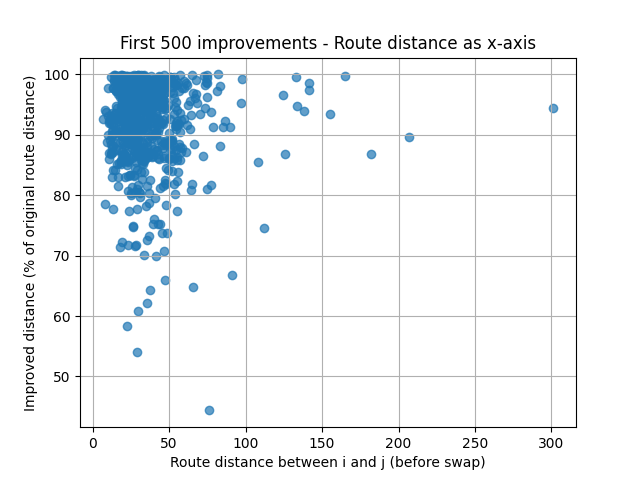 First 500 improvements - Route distance as x-axis
Improved distance (% of original route distance)
100
90
80
70
60
50
0 50 100 150 200 250 300
Route distance between i and j (before swap)